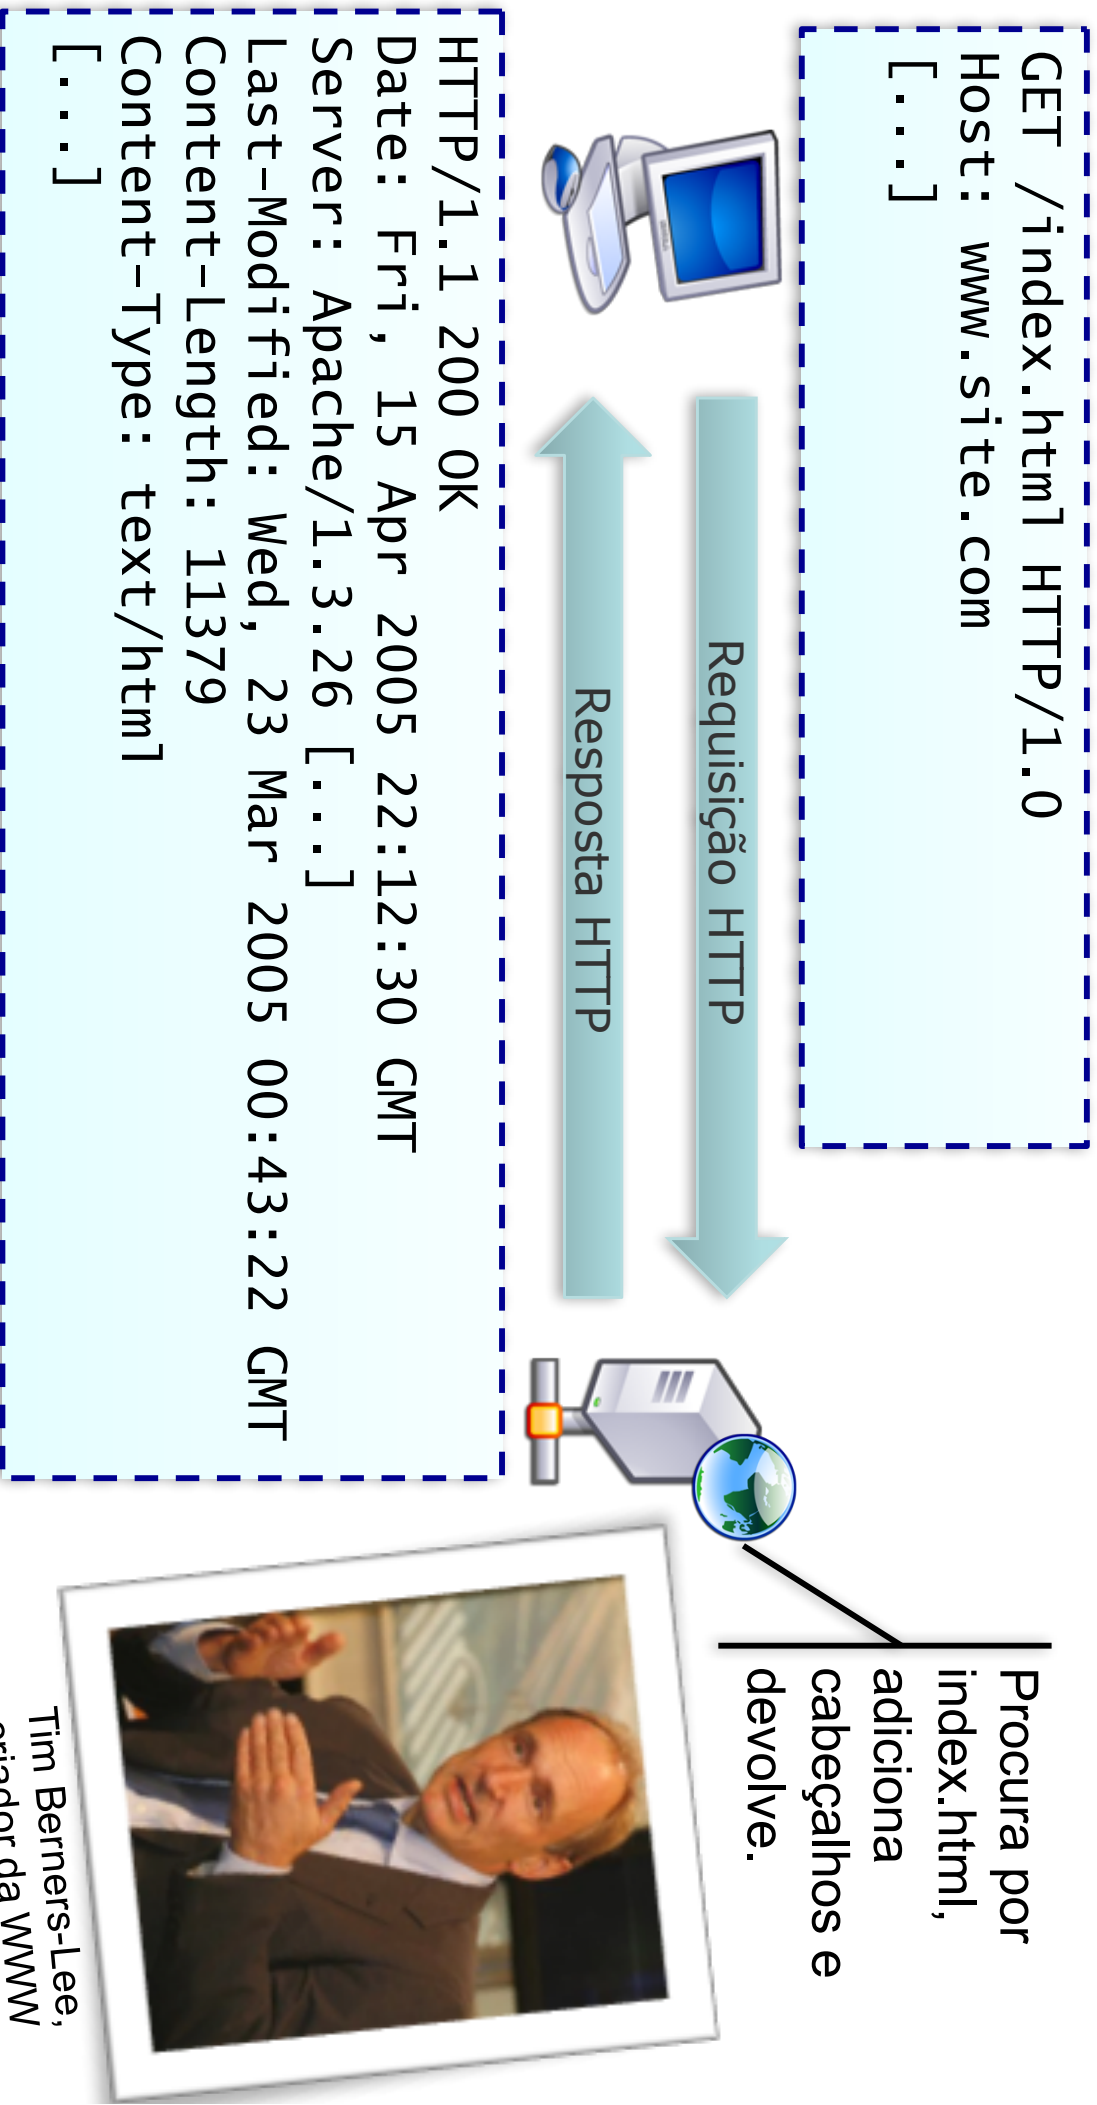 GET /index.html HTTP/1.0
Host: www.site.com
[...]
Procura por
index.html,
adiciona
cabeçalhos e
devolve.
Requisição HTTP
Resposta HTTP
HTTP/1.1 200 OK
Date: Fri, 15 Apr 2005 22:12:30 GMT
Server: Apache/1.3.26 [...]
Last-Modified: Wed, 23 Mar 2005 00:43:22 GMT
Content-Length: 11379
Content-Type: text/html
[...]
Tim Berners-Lee,
criador da WWW